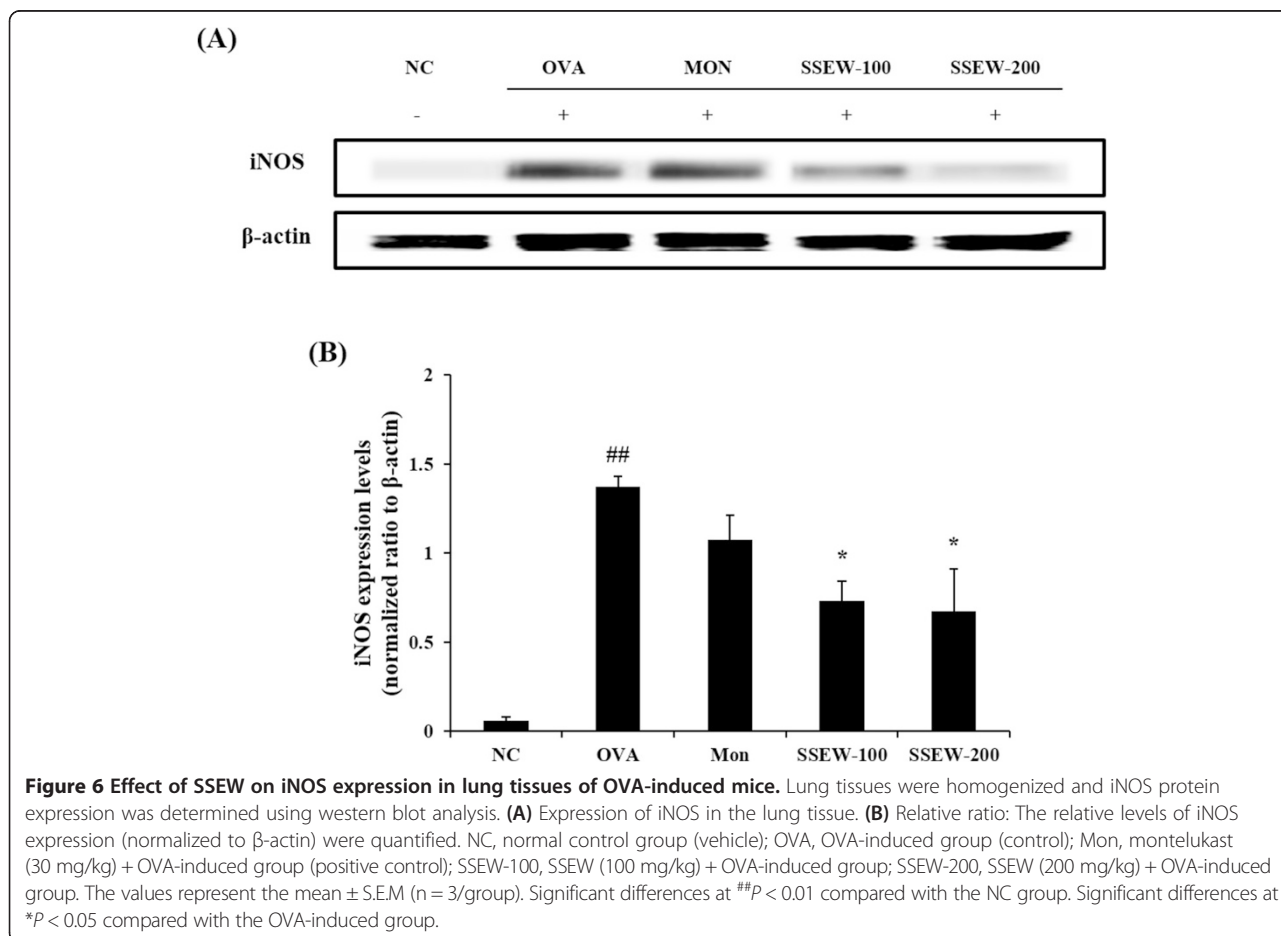 (A)
NC OVA MON SSEW-100 SSEW-200
- + + + +
iNOS
β-actin
(B)
iNOS expression levels
(normalized ratio to β-actin)
2
1.5
1
0.5
0
##
*
*
NC OVA Mon SSEW-100 SSEW-200
Figure 6 Effect of SSEW on iNOS expression in lung tissues of OVA-induced mice. Lung tissues were homogenized and iNOS protein
expression was determined using western blot analysis. (A) Expression of iNOS in the lung tissue. (B) Relative ratio: The relative levels of iNOS
expression (normalized to β-actin) were quantified. NC, normal control group (vehicle); OVA, OVA-induced group (control); Mon, montelukast
(30 mg/kg) + OVA-induced group (positive control); SSEW-100, SSEW (100 mg/kg) + OVA-induced group; SSEW-200, SSEW (200 mg/kg) + OVA-induced
group. The values represent the mean ± S.E.M (n = 3/group). Significant differences at ##P < 0.01 compared with the NC group. Significant differences at
*P < 0.05 compared with the OVA-induced group.